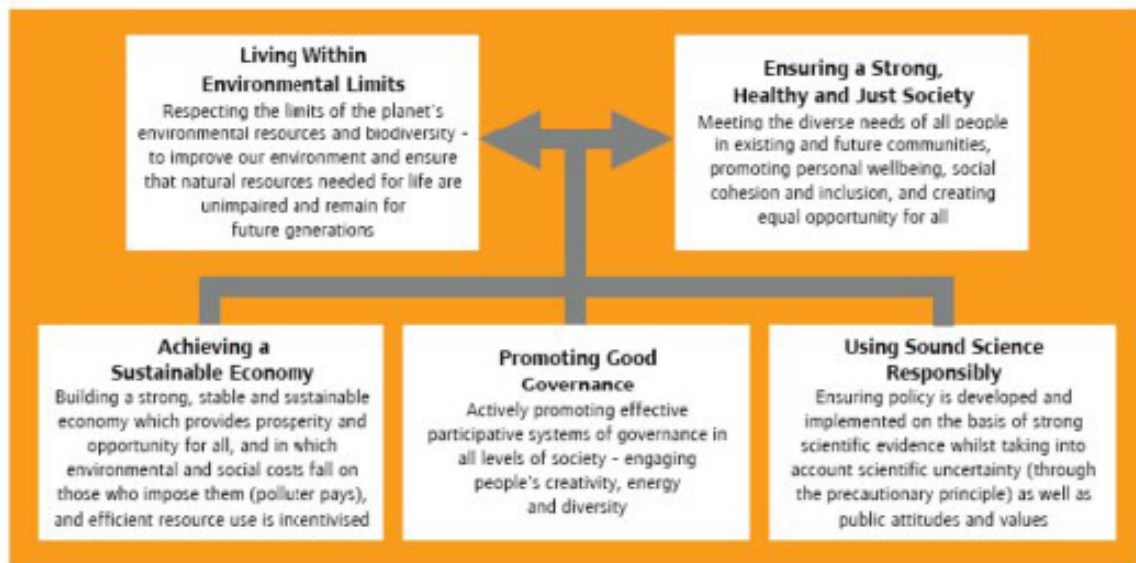 Living Within
Environmental Limits
Respecting the limits of the planet's
environmental resources and biodiversity -
to improve our environment and ensure
that natural resources needed for life are
unimpaired and remain for
future generations
Ensuring a Strong,
Healthy and Just Society
Meeting the diverse needs of all people
in existing and future communities,
promoting personal wellbeing, social
cohesion and inclusion, and creating
equal opportunity for all
Achieving a
Sustainable Economy
Building a strong, stable and sustainable
economy which provides prosperity and
opportunity for all, and in which
environmental and social costs fall on
those who impose them (polluter pays),
and efficient resource use is incentivised
Promoting Good
Governance
Actively promoting effective
participative systems of governance in
all levels of society - engaging
people's creativity, energy
and diversity
Using Sound Science
Responsibly
Ensuring policy is developed and
implemented on the basis of strong
scientific evidence whilst taking into
account scientific uncertainty (through
the precautionary principle) as well as
public attitudes and values